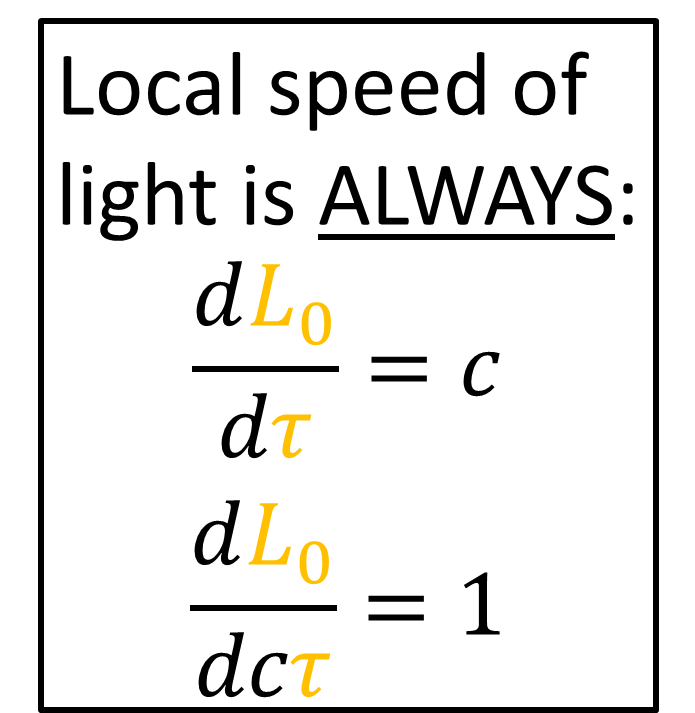 Local speed of
light is ALWAYS:
dL₀/dτ = c
dL₀/dcτ = 1